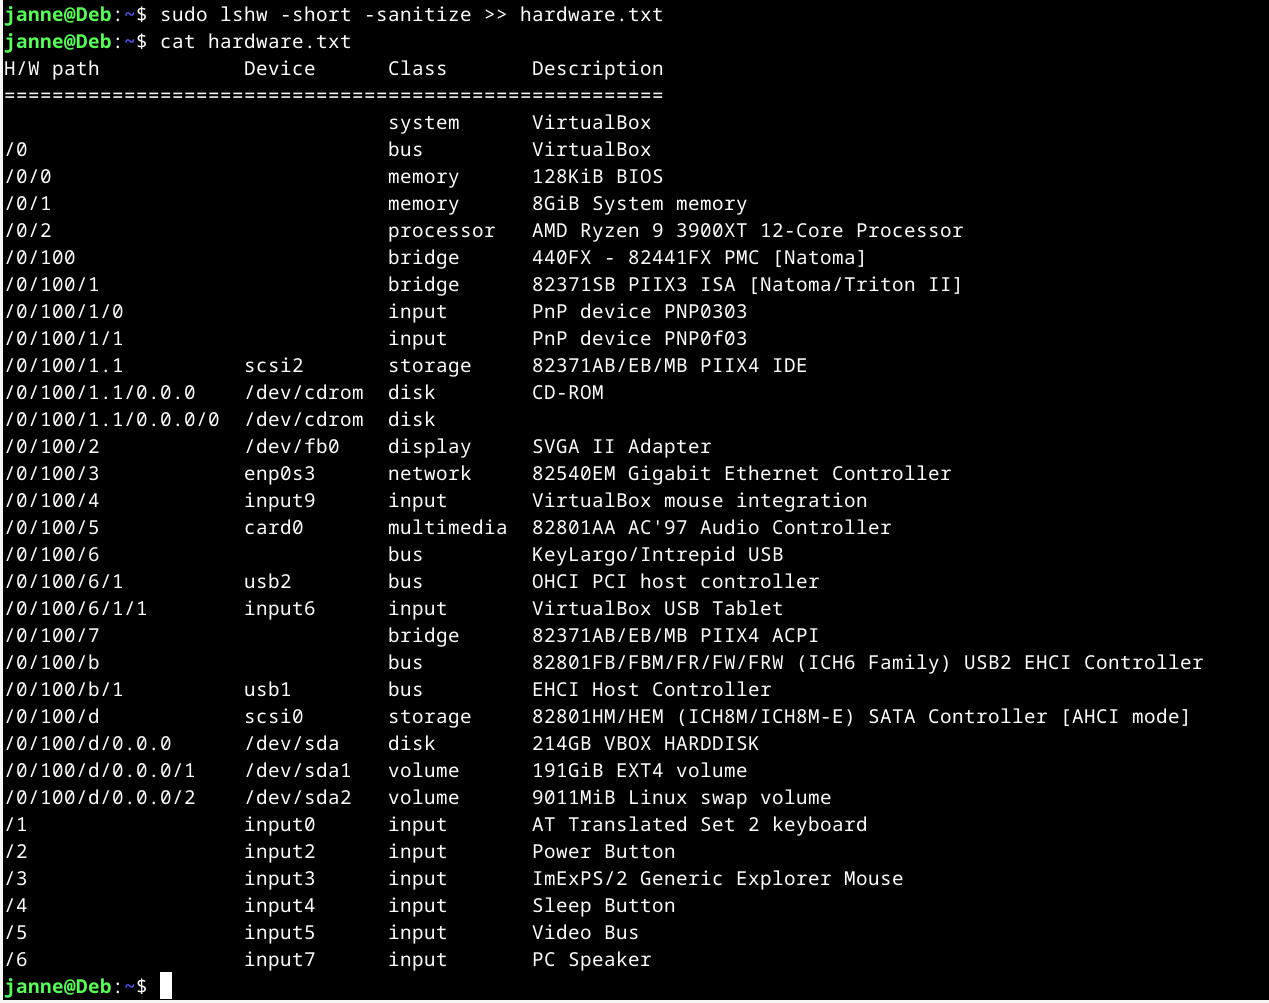 janne@Deb:~$ sudo lshw -short -sanitize >> hardware.txt
janne@Deb:~$ cat hardware.txt
H/W path            Device      Class       Description
=======================================================
                                system      VirtualBox
/0                              bus         VirtualBox
/0/0                            memory      128KiB BIOS
/0/1                            memory      8GiB System memory
/0/2                            processor   AMD Ryzen 9 3900XT 12-Core Processor
/0/100                          bridge      440FX - 82441FX PMC [Natoma]
/0/100/1                        bridge      82371SB PIIX3 ISA [Natoma/Triton II]
/0/100/1/0                      input       PnP device PNP0303
/0/100/1/1                      input       PnP device PNP0f03
/0/100/1.1          scsi2       storage     82371AB/EB/MB PIIX4 IDE
/0/100/1.1/0.0.0    /dev/cdrom  disk        CD-ROM
/0/100/1.1/0.0.0/0  /dev/cdrom  disk
/0/100/2            /dev/fb0    display     SVGA II Adapter
/0/100/3            enp0s3      network     82540EM Gigabit Ethernet Controller
/0/100/4            input9      input       VirtualBox mouse integration
/0/100/5            card0       multimedia  82801AA AC'97 Audio Controller
/0/100/6                        bus         KeyLargo/Intrepid USB
/0/100/6/1          usb2        bus         OHCI PCI host controller
/0/100/6/1/1        input6      input       VirtualBox USB Tablet
/0/100/7                        bridge      82371AB/EB/MB PIIX4 ACPI
/0/100/b                        bus         82801FB/FBM/FR/FW/FRW (ICH6 Family) USB2 EHCI Controller
/0/100/b/1          usb1        bus         EHCI Host Controller
/0/100/d            scsi0       storage     82801HM/HEM (ICH8M/ICH8M-E) SATA Controller [AHCI mode]
/0/100/d/0.0.0      /dev/sda    disk        214GB VBOX HARDDISK
/0/100/d/0.0.0/1    /dev/sda1   volume      191GiB EXT4 volume
/0/100/d/0.0.0/2    /dev/sda2   volume      9011MiB Linux swap volume
/1                  input0      input       AT Translated Set 2 keyboard
/2                  input2      input       Power Button
/3                  input3      input       ImExPS/2 Generic Explorer Mouse
/4                  input4      input       Sleep Button
/5                  input5      input       Video Bus
/6                  input7      input       PC Speaker
janne@Deb:~$